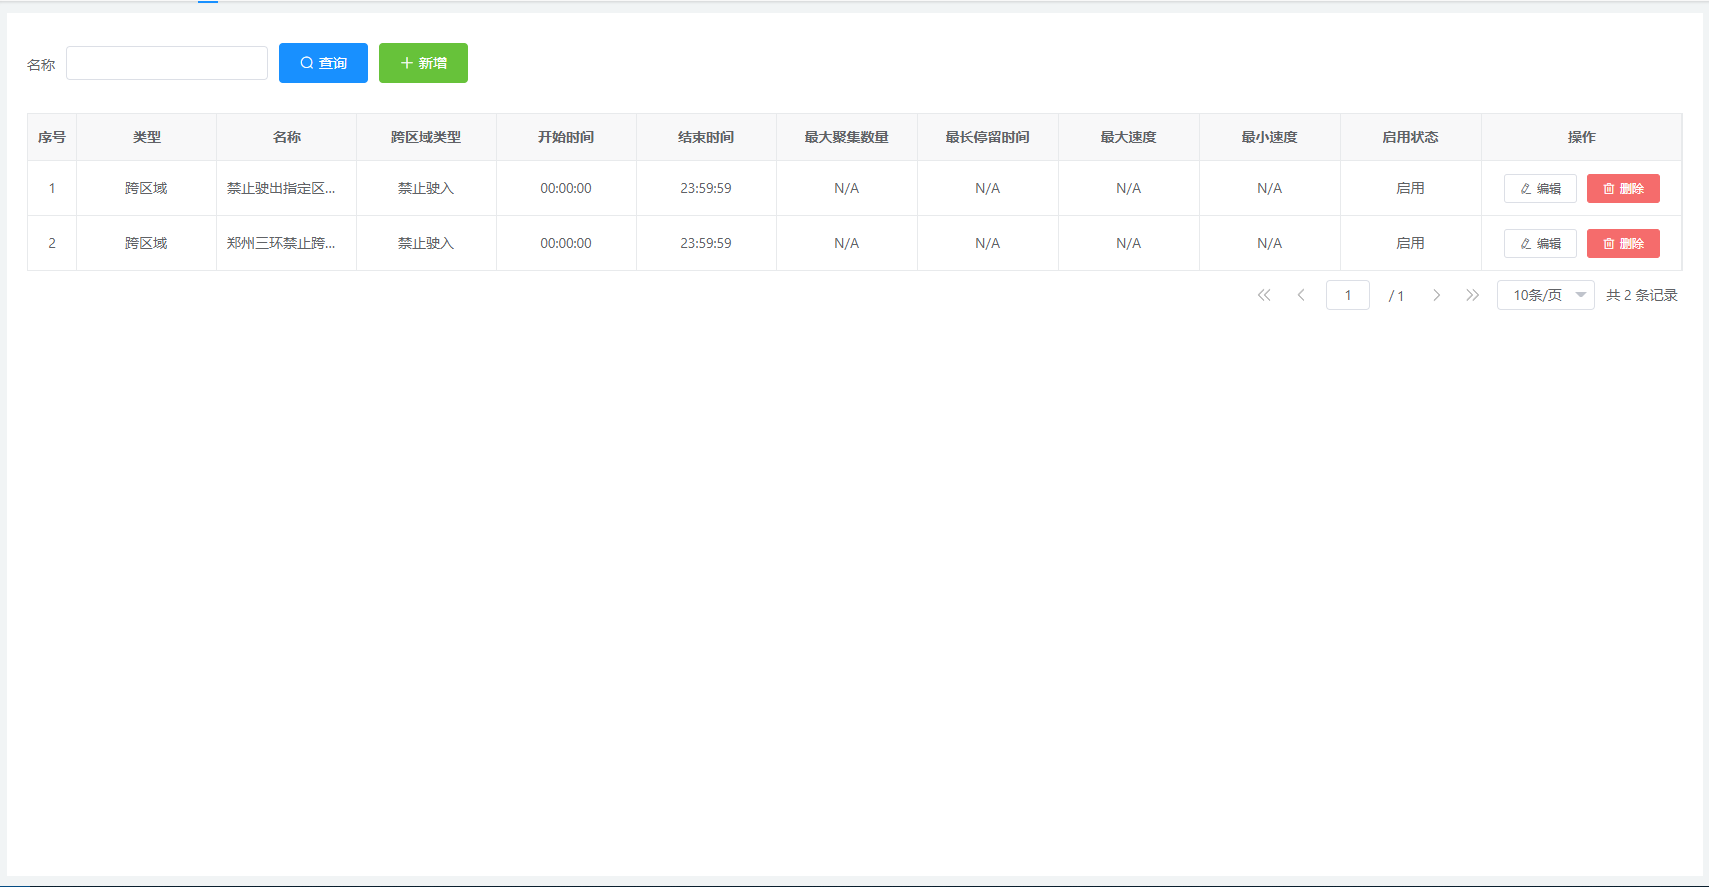 名称 查询 新增
序号 类型 名称 跨区域类型 开始时间 结束时间 最大聚集数量 最长停留时间 最大速度 最小速度 启用状态 操作
1 跨区域 禁止驶出指定区... 禁止驶入 00:00:00 23:59:59 N/A N/A N/A N/A 启用 编辑 删除
2 跨区域 郑州三环禁止跨... 禁止驶入 00:00:00 23:59:59 N/A N/A N/A N/A 启用 编辑 删除
1 / 1 10条/页 共 2 条记录